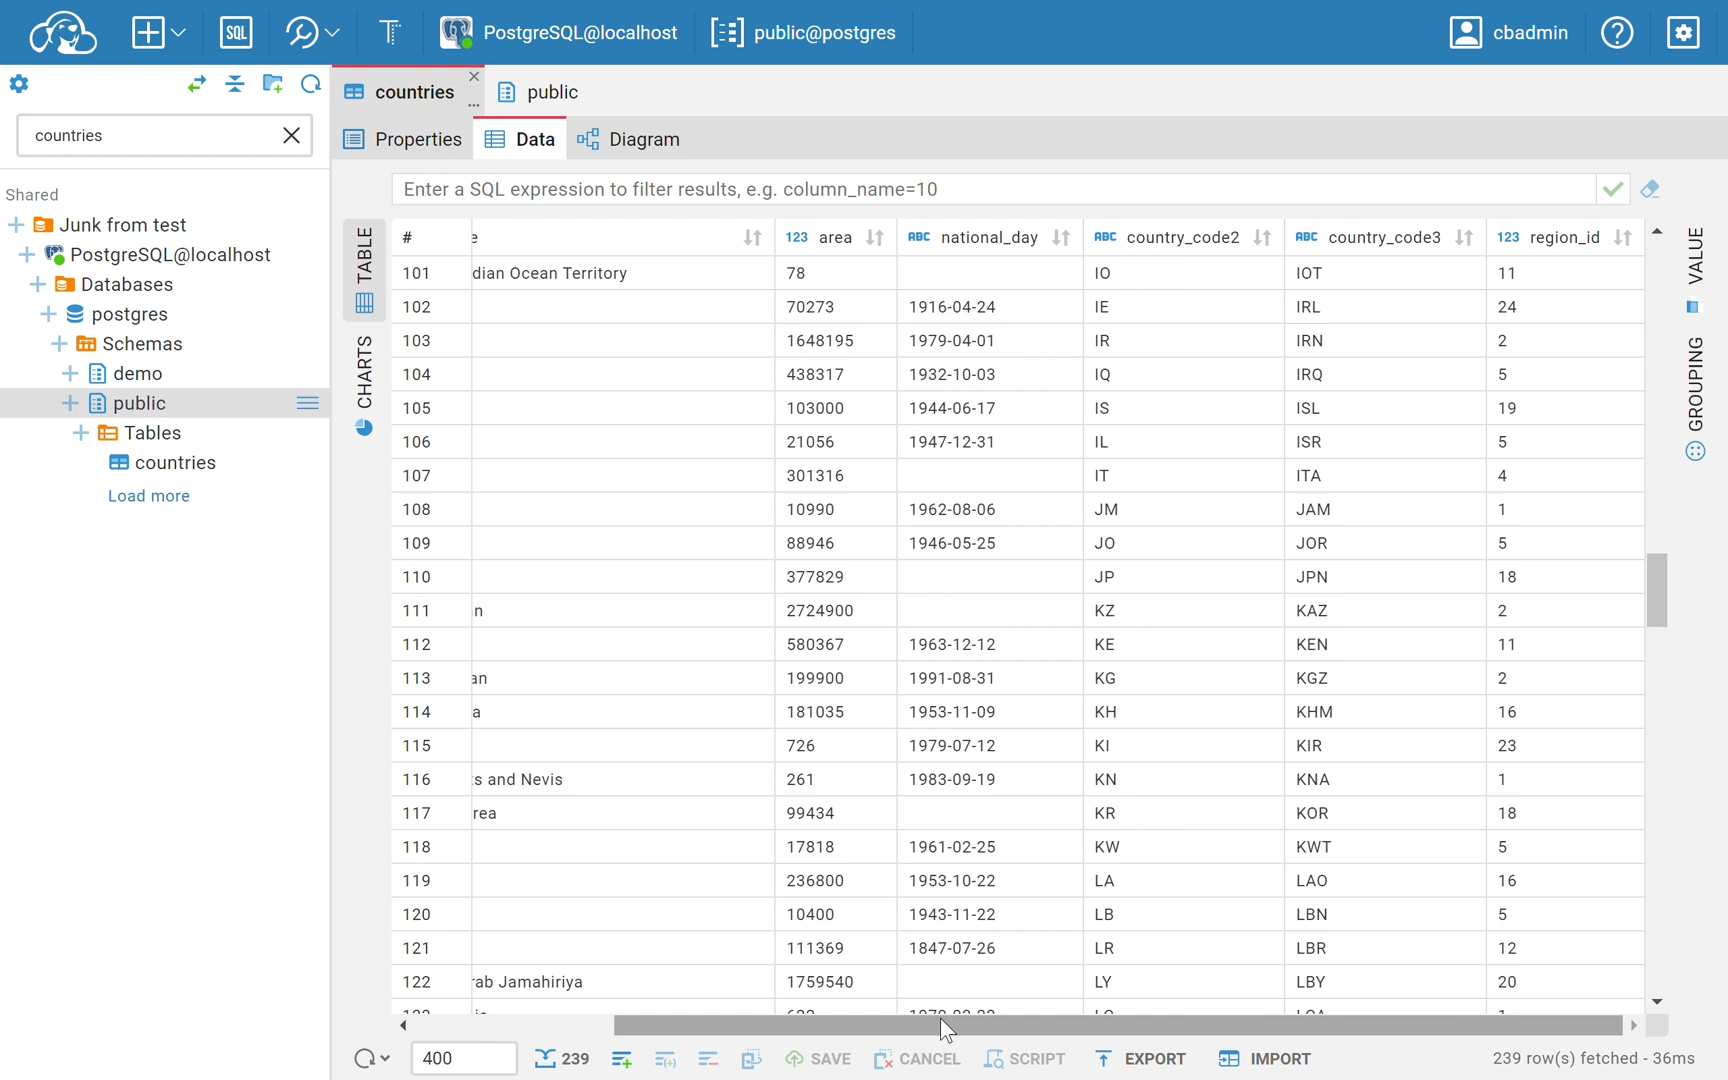 SQL PostgreSQL@localhost public@postgres cbadmin
countries public
Properties Data Diagram
countries
Enter a SQL expression to filter results, e.g. column_name=10
Shared
Junk from test
PostgreSQL@localhost
Databases
postgres
Schemas
demo
public
Tables
countries
Load more
TABLE
CHARTS
# e 123 area ABC national_day ABC country_code2 ABC country_code3 123 region_id
101 dian Ocean Territory 78 IO IOT 11
102 70273 1916-04-24 IE IRL 24
103 1648195 1979-04-01 IR IRN 2
104 438317 1932-10-03 IQ IRQ 5
105 103000 1944-06-17 IS ISL 19
106 21056 1947-12-31 IL ISR 5
107 301316 IT ITA 4
108 10990 1962-08-06 JM JAM 1
109 88946 1946-05-25 JO JOR 5
110 377829 JP JPN 18
111 n 2724900 KZ KAZ 2
112 580367 1963-12-12 KE KEN 11
113 an 199900 1991-08-31 KG KGZ 2
114 a 181035 1953-11-09 KH KHM 16
115 726 1979-07-12 KI KIR 23
116 s and Nevis 261 1983-09-19 KN KNA 1
117 rea 99434 KR KOR 18
118 17818 1961-02-25 KW KWT 5
119 236800 1953-10-22 LA LAO 16
120 10400 1943-11-22 LB LBN 5
121 111369 1847-07-26 LR LBR 12
122 rab Jamahiriya 1759540 LY LBY 20
VALUE
GROUPING
400 239 SAVE CANCEL SCRIPT EXPORT IMPORT 239 row(s) fetched - 36ms